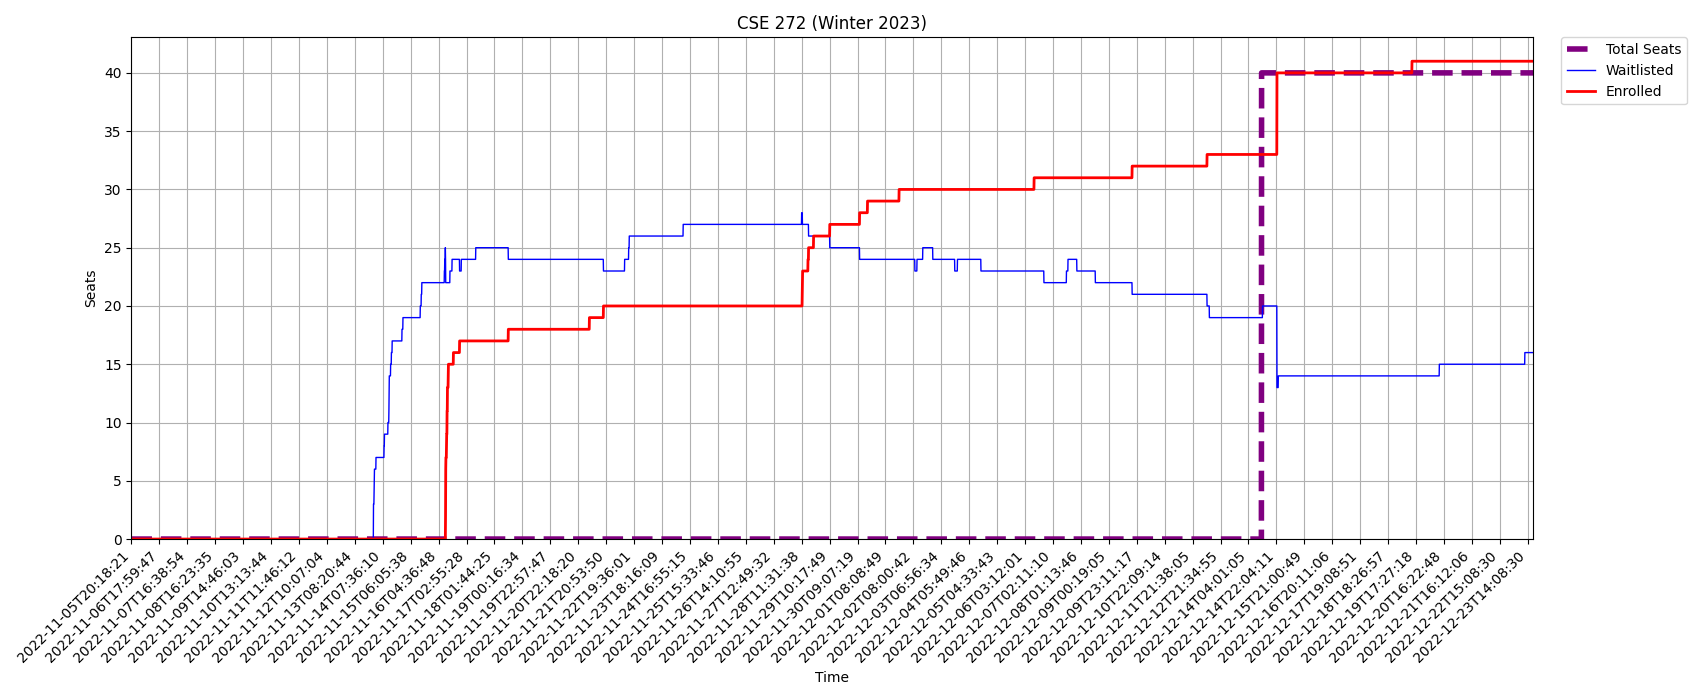 CSE 272 (Winter 2023)
Total Seats
Waitlisted
Enrolled
Seats
40
35
30
25
20
15
10
5
0
2022-11-05T20:18:21
2022-11-06T17:59:47
2022-11-07T16:38:54
2022-11-08T16:23:35
2022-11-09T14:46:03
2022-11-10T13:13:44
2022-11-11T11:46:12
2022-11-12T10:07:04
2022-11-13T08:20:44
2022-11-14T07:36:10
2022-11-15T06:05:38
2022-11-16T04:36:48
2022-11-17T02:55:28
2022-11-18T01:44:25
2022-11-19T00:16:34
2022-11-19T22:57:47
2022-11-20T22:18:20
2022-11-21T20:53:50
2022-11-22T19:36:01
2022-11-23T18:16:09
2022-11-24T16:55:15
2022-11-25T15:33:46
2022-11-26T14:10:55
2022-11-27T12:49:32
2022-11-28T11:31:38
2022-11-29T10:17:49
2022-11-30T09:07:19
2022-12-01T08:08:49
2022-12-02T08:00:42
2022-12-03T06:56:34
2022-12-04T05:49:46
2022-12-05T04:33:43
2022-12-06T03:12:01
2022-12-07T02:11:10
2022-12-08T01:13:46
2022-12-09T00:19:05
2022-12-09T23:11:17
2022-12-10T22:09:14
2022-12-11T21:38:05
2022-12-12T21:34:55
2022-12-14T04:01:05
2022-12-14T22:04:11
2022-12-15T21:00:49
2022-12-16T20:11:06
2022-12-17T19:08:51
2022-12-18T18:26:57
2022-12-19T17:27:18
2022-12-20T16:22:48
2022-12-21T16:12:06
2022-12-22T15:08:30
2022-12-23T14:08:30
Time